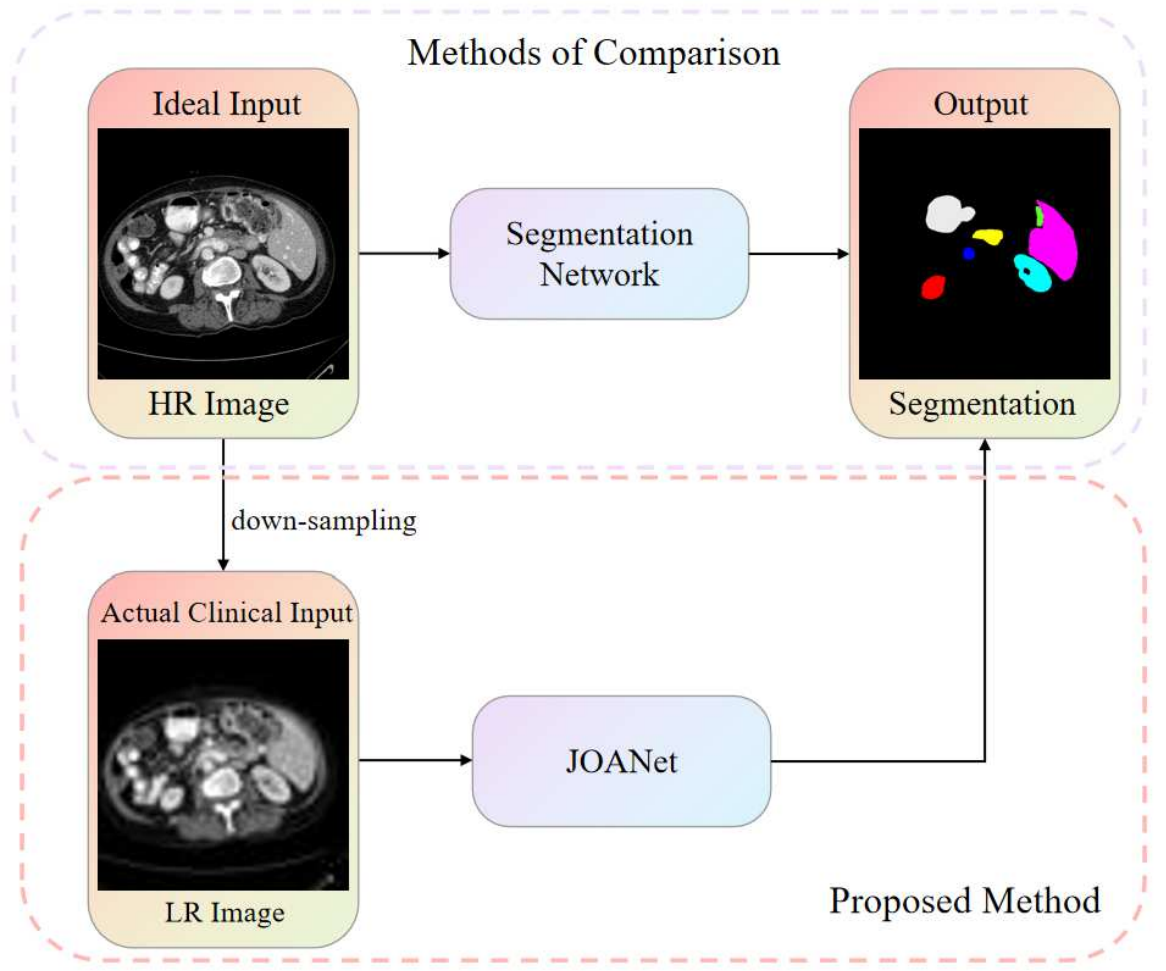 Methods of Comparison
Ideal Input
HR Image
Segmentation
Network
Output
Segmentation
down-sampling
Actual Clinical Input
LR Image
JOANet
Proposed Method